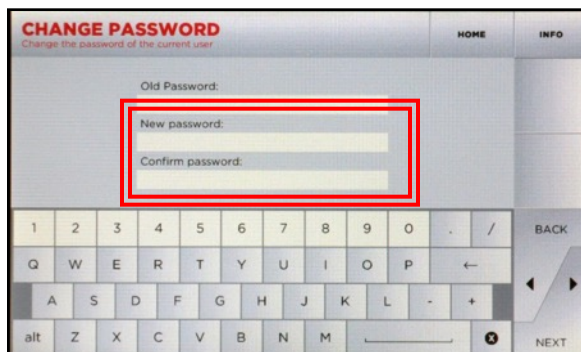 CHANGE PASSWORD
Change the password of the current user
HOME
INFO
Old Password:
New password:
Confirm password:
1 2 3 4 5 6 7 8 9 0 . /
BACK
Q W E R T Y U I O P ←
A S D F G H J K L - +
alt Z X C V B N M
NEXT